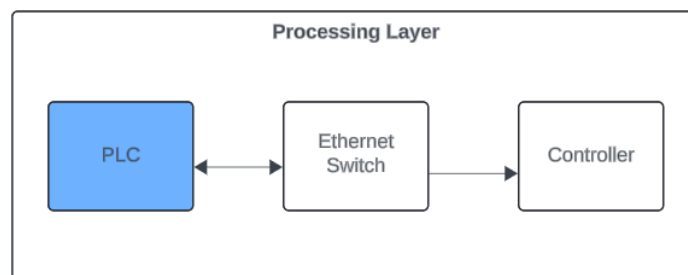 Processing Layer
PLC
Ethernet
Switch
Controller